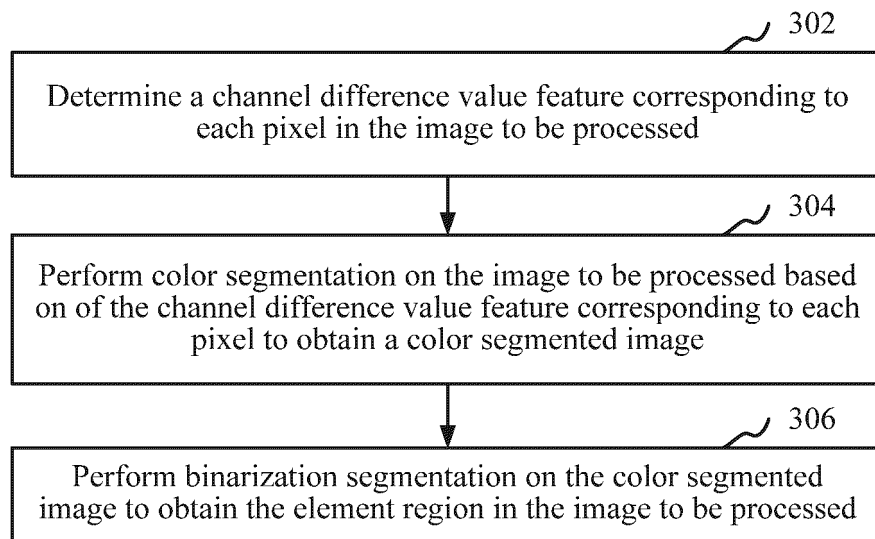 302
Determine a channel difference value feature corresponding to
each pixel in the image to be processed
304
Perform color segmentation on the image to be processed based
on of the channel difference value feature corresponding to each
pixel to obtain a color segmented image
306
Perform binarization segmentation on the color segmented
image to obtain the element region in the image to be processed